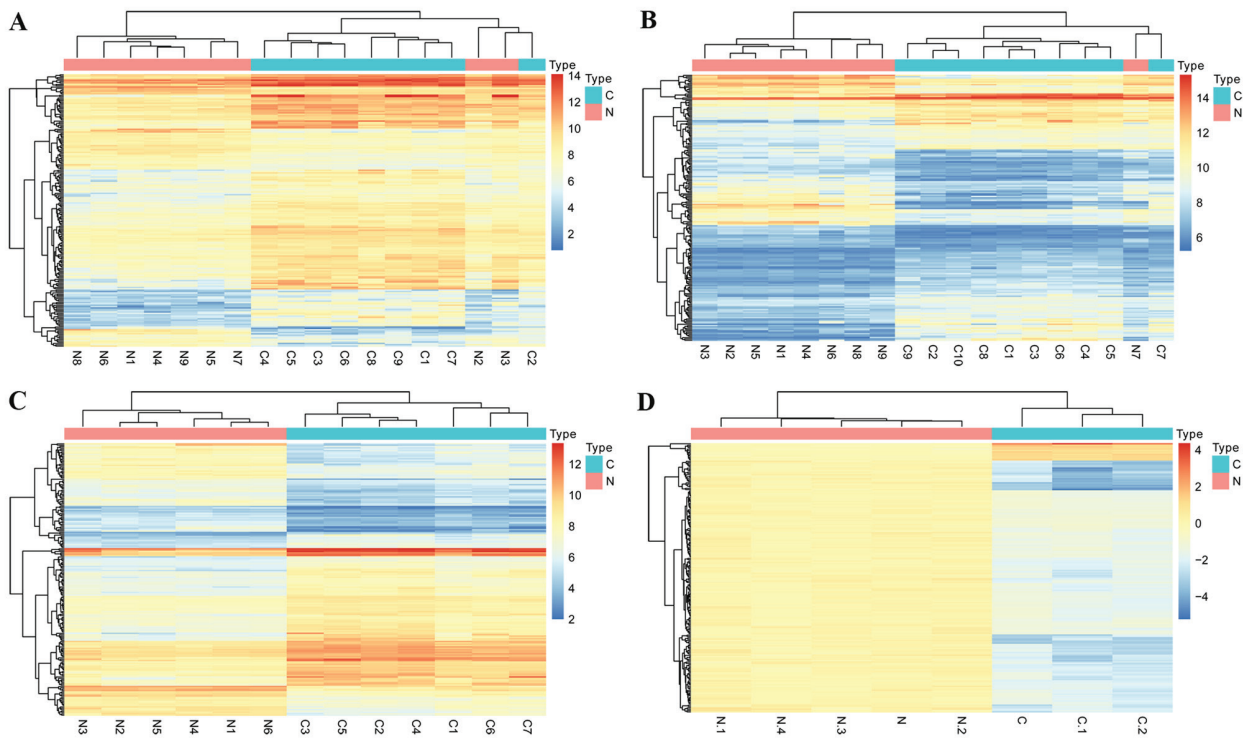 A
Type
14
Type
C
N
12
10
8
6
4
2
N8 N6 N1 N4 N9 N5 N7 C4 C5 C3 C6 C8 C9 C1 C7 N2 N3 C2
B
Type
Type
C
N
14
12
10
8
6
N3 N2 N5 N1 N4 N6 N8 N9 C9 C2 C10 C8 C1 C3 C6 C4 C5 N7 C7
C
Type
Type
C
N
12
10
8
6
4
2
N3 N2 N5 N4 N1 N6 C3 C5 C2 C4 C1 C6 C7
D
Type
4
Type
C
N
2
0
−2
−4
N.1 N.4 N.3 N N.2 C C.1 C.2